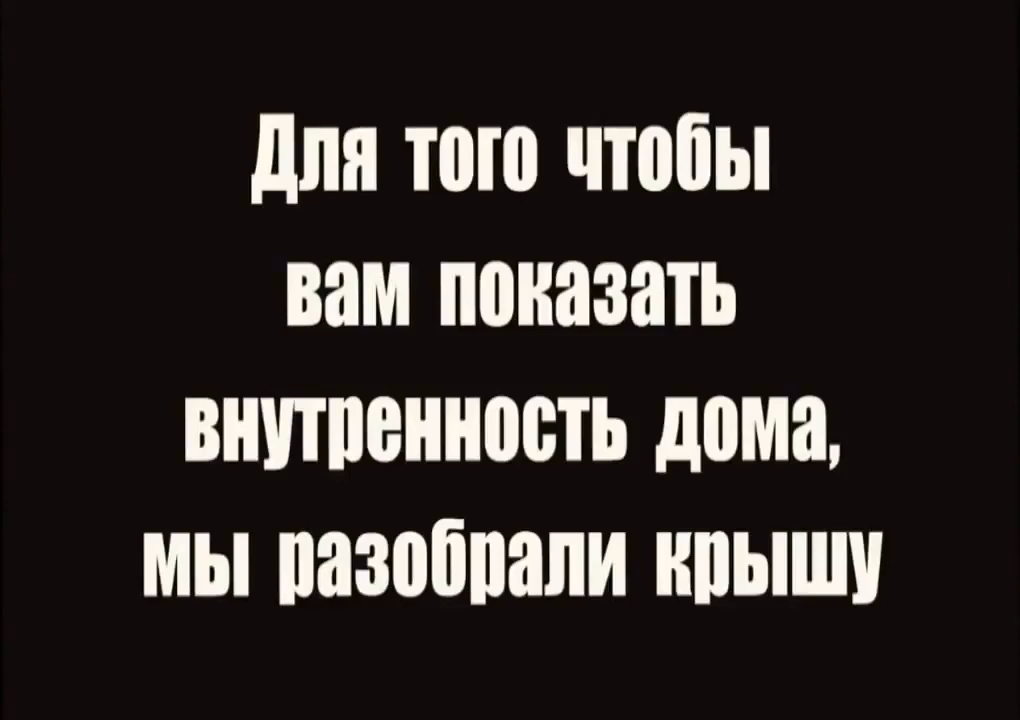 Для того чтобы
вам показать
внутренность дома,
мы разобрали крышу